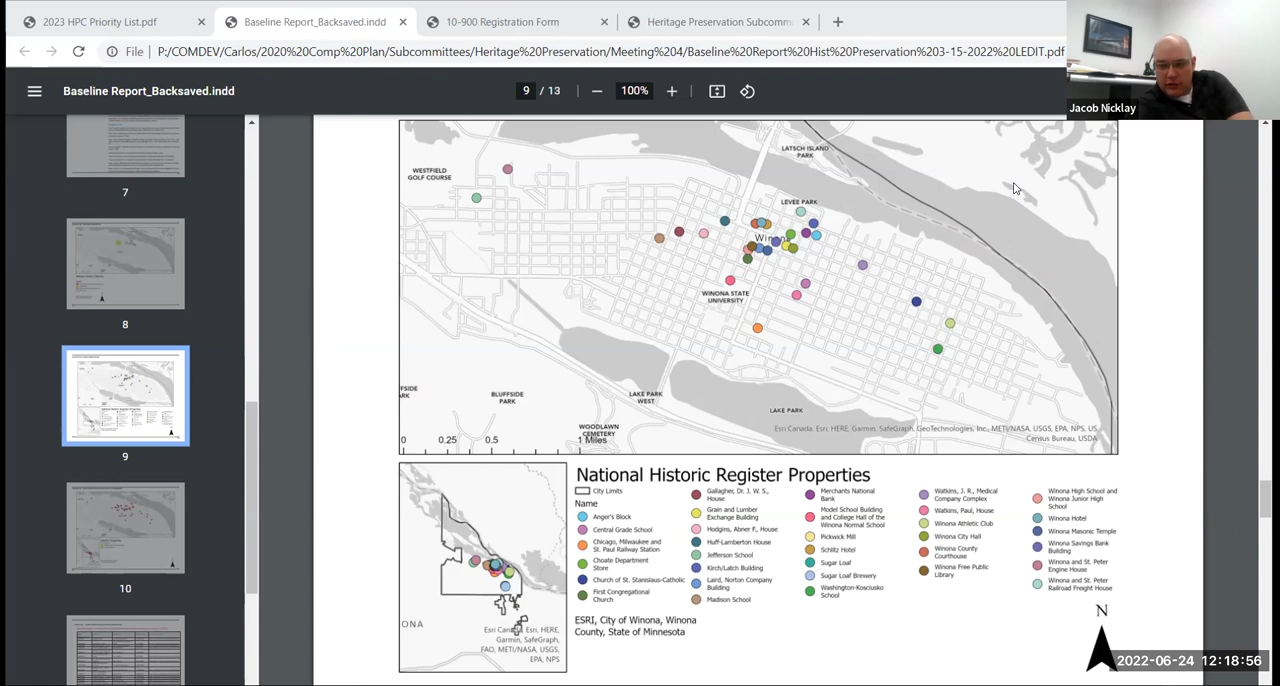 2023 HPC Priority List.pdf
Baseline Report_Backsaved.indd
10-900 Registration Form
Heritage Preservation Subcomm
File
P:/COMDEV/Carlos/2020%20Comp%20Plan/Subcommittees/Heritage%20Preservation/Meeting%204/Baseline%20Report%20Hist%20Preservation%203-15-2022%20LEDIT.pdf
Baseline Report_Backsaved.indd
9 / 13
100%
Jacob Nicklay
7
8
9
10
LATSCH ISLAND
PARK
WESTFIELD
GOLF COURSE
LEVEE PARK
WINONA STATE
UNIVERSITY
BLUFFSIDE
PARK
LAKE PARK
WEST
LAKE PARK
WOODLAWN
CEMETERY
0 0.25 0.5 1 Miles
Esri Canada, Esri, HERE, Garmin, SafeGraph, GeoTechnologies, Inc, METI/NASA, USGS, EPA, NPS, US
Census Bureau, USDA
National Historic Register Properties
City Limits
Name
Anger's Block
Central Grade School
Chicago, Milwaukee and
St. Paul Railway Station
Choate Department
Store
Church of St. Stanislaus-Catholic
First Congregational
Church
Gallagher, Dr. J. W. S.,
House
Grain and Lumber
Exchange Building
Hodgins, Abner F., House
Huff-Lamberton House
Jefferson School
Kirch/Latch Building
Laird, Norton Company
Building
Madison School
Merchants National
Bank
Model School Building
and College Hall of the
Winona Normal School
Pickwick Mill
Schlitz Hotel
Sugar Loaf
Sugar Loaf Brewery
Washington-Kosciusko
School
Watkins, J. R., Medical
Company Complex
Watkins, Paul, House
Winona Athletic Club
Winona City Hall
Winona County
Courthouse
Winona Free Public
Library
Winona High School and
Winona Junior High
School
Winona Hotel
Winona Masonic Temple
Winona Savings Bank
Building
Winona and St. Peter
Engine House
Winona and St. Peter
Railroad Freight House
ESRI, City of Winona, Winona
County, State of Minnesota
ONA
Esri, HERE,
Garmin, SafeGraph,
FAO, METI/NASA, USGS,
EPA, NPS
N
2022-06-24 12:18:56